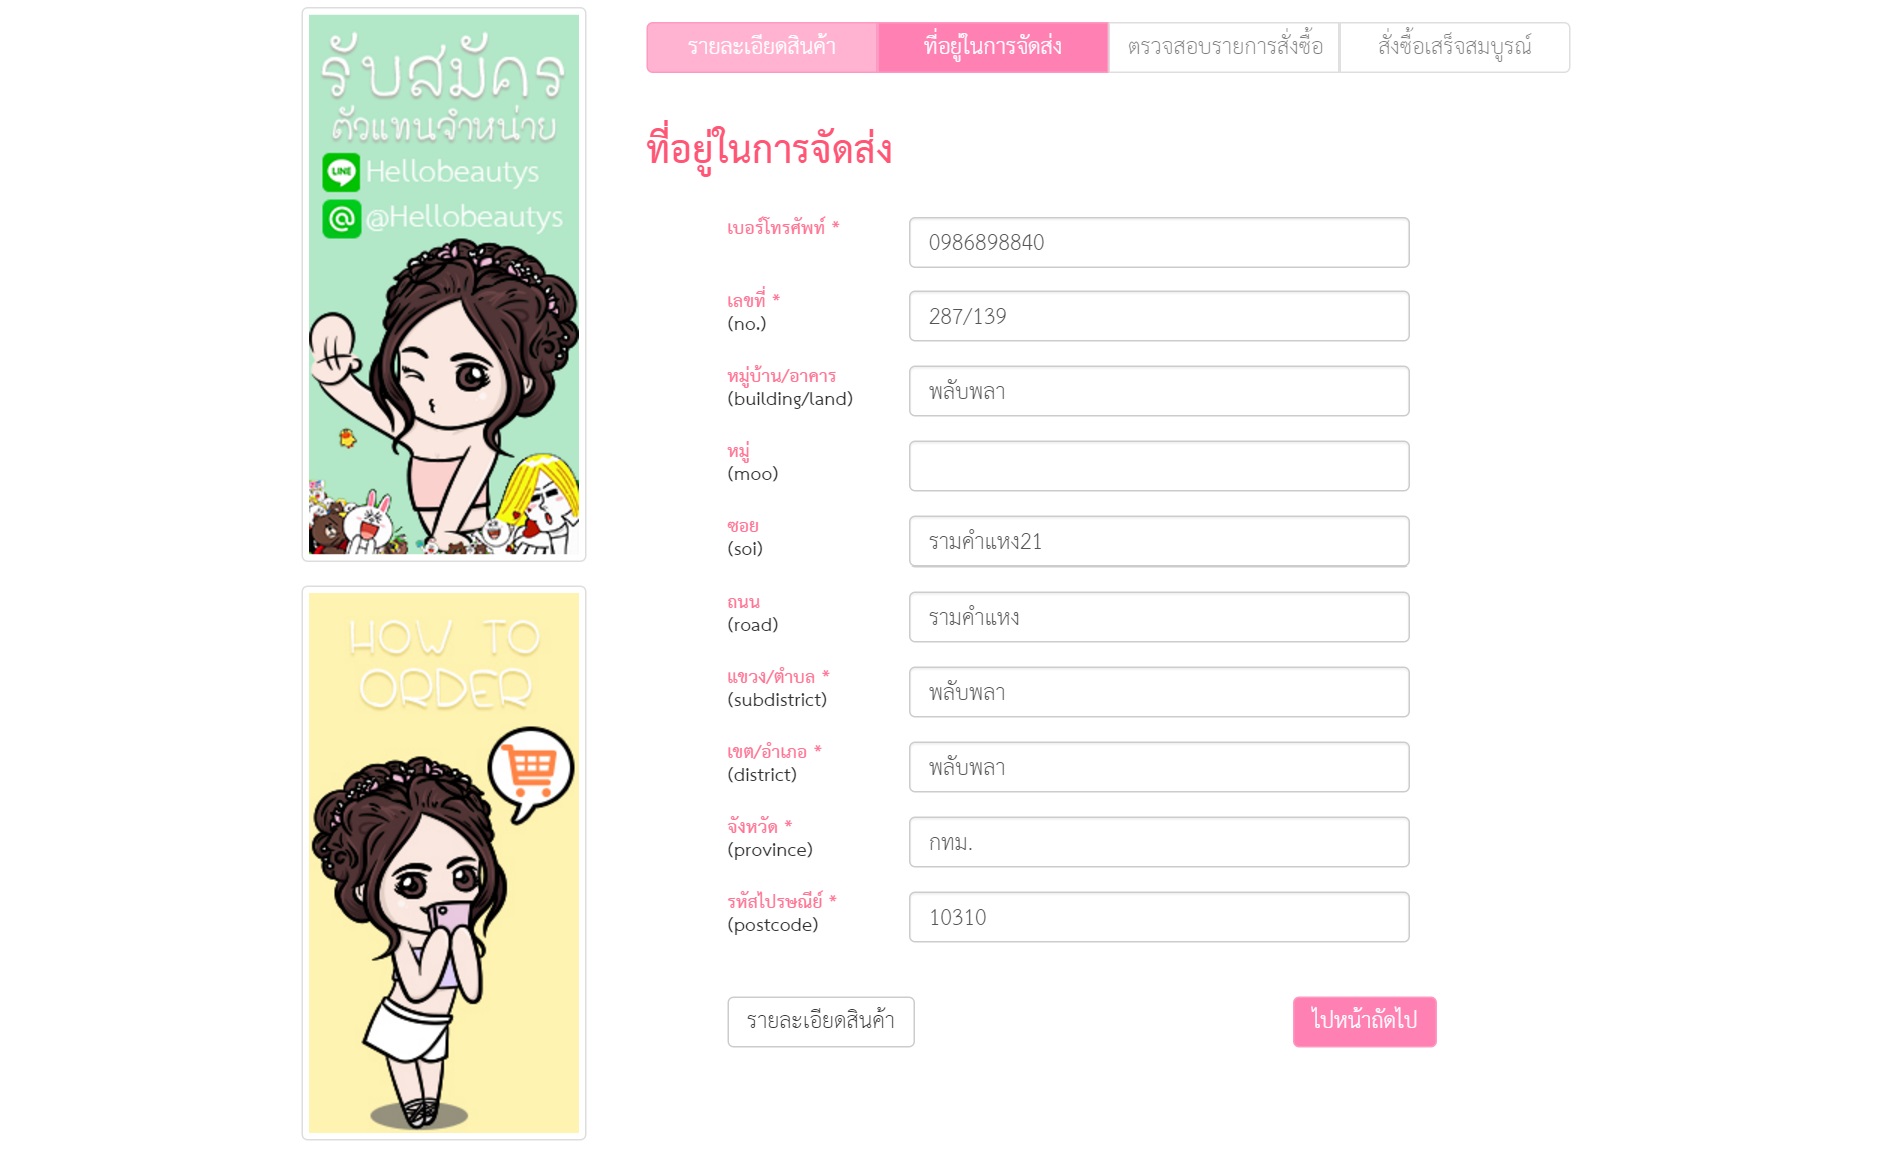 รับสมัคร
ตัวแทนจำหน่าย
LINE Hellobeautys
@ @Hellobeautys
HOW TO
ORDER
รายละเอียดสินค้า ที่อยู่ในการจัดส่ง ตรวจสอบรายการสั่งซื้อ สั่งซื้อเสร็จสมบูรณ์
ที่อยู่ในการจัดส่ง
เบอร์โทรศัพท์ * 0986898840
เลขที่ *
(no.) 287/139
หมู่บ้าน/อาคาร
(building/land) พลับพลา
หมู่
(moo)
ซอย
(soi) รามคำแหง21
ถนน
(road) รามคำแหง
แขวง/ตำบล *
(subdistrict) พลับพลา
เขต/อำเภอ *
(district) พลับพลา
จังหวัด *
(province) กทม.
รหัสไปรษณีย์ *
(postcode) 10310
รายละเอียดสินค้า ไปหน้าถัดไป